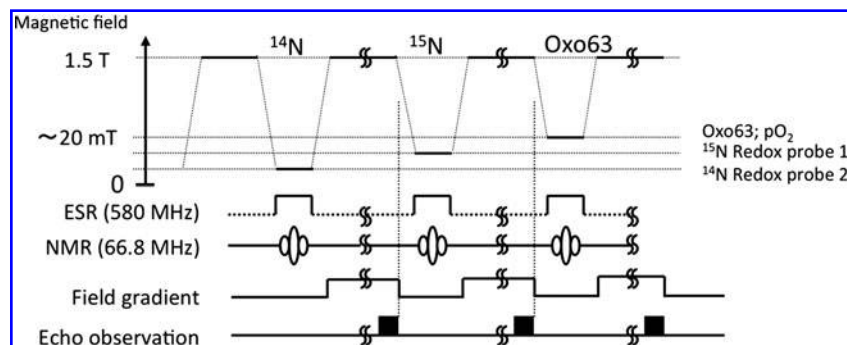 Magnetic field
¹⁴N
¹⁵N
Oxo63
1.5 T
~20 mT
Oxo63; pO₂
¹⁵N Redox probe 1
¹⁴N Redox probe 2
0
ESR (580 MHz)
NMR (66.8 MHz)
Field gradient
Echo observation